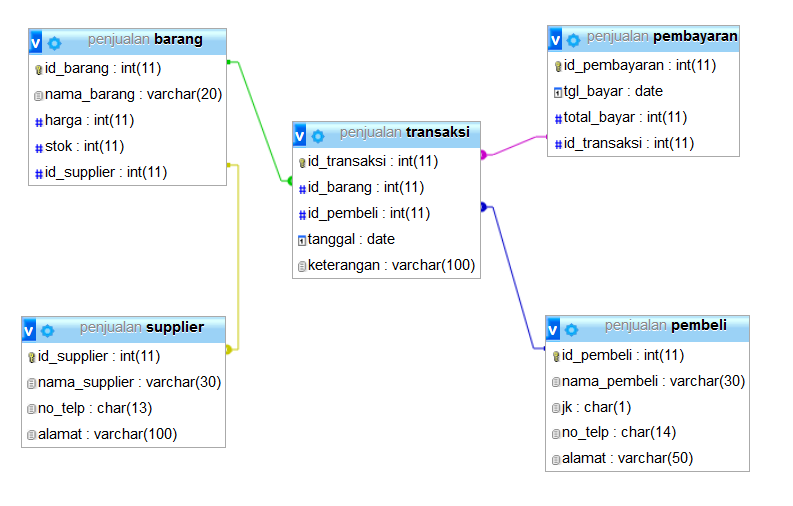 penjualan barang
id_barang : int(11)
nama_barang : varchar(20)
harga : int(11)
stok : int(11)
id_supplier : int(11)
penjualan transaksi
id_transaksi : int(11)
id_barang : int(11)
id_pembeli : int(11)
tanggal : date
keterangan : varchar(100)
penjualan pembayaran
id_pembayaran : int(11)
tgl_bayar : date
total_bayar : int(11)
id_transaksi : int(11)
penjualan supplier
id_supplier : int(11)
nama_supplier : varchar(30)
no_telp : char(13)
alamat : varchar(100)
penjualan pembeli
id_pembeli : int(11)
nama_pembeli : varchar(30)
jk : char(1)
no_telp : char(14)
alamat : varchar(50)